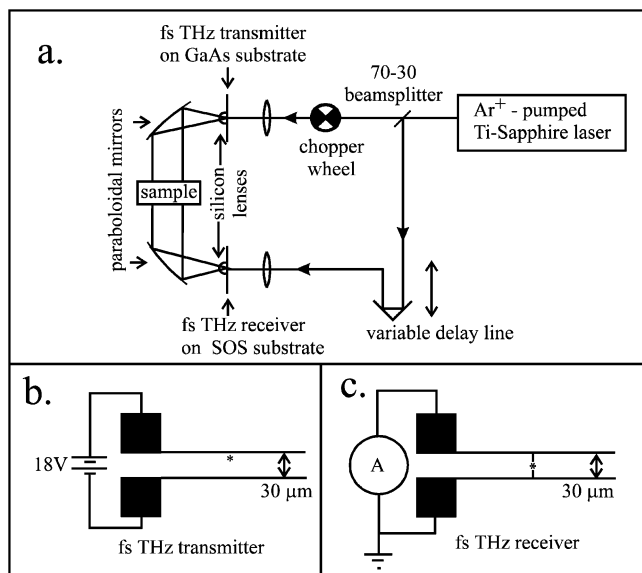 a.
fs THz transmitter
on GaAs substrate
70-30
beamsplitter
Ar+ - pumped
Ti-Sapphire laser
chopper
wheel
paraboloidal mirrors
sample
silicon
lenses
fs THz receiver
on SOS substrate
variable delay line
b.
18V
*
30 μm
fs THz transmitter
c.
A
*
30 μm
fs THz receiver